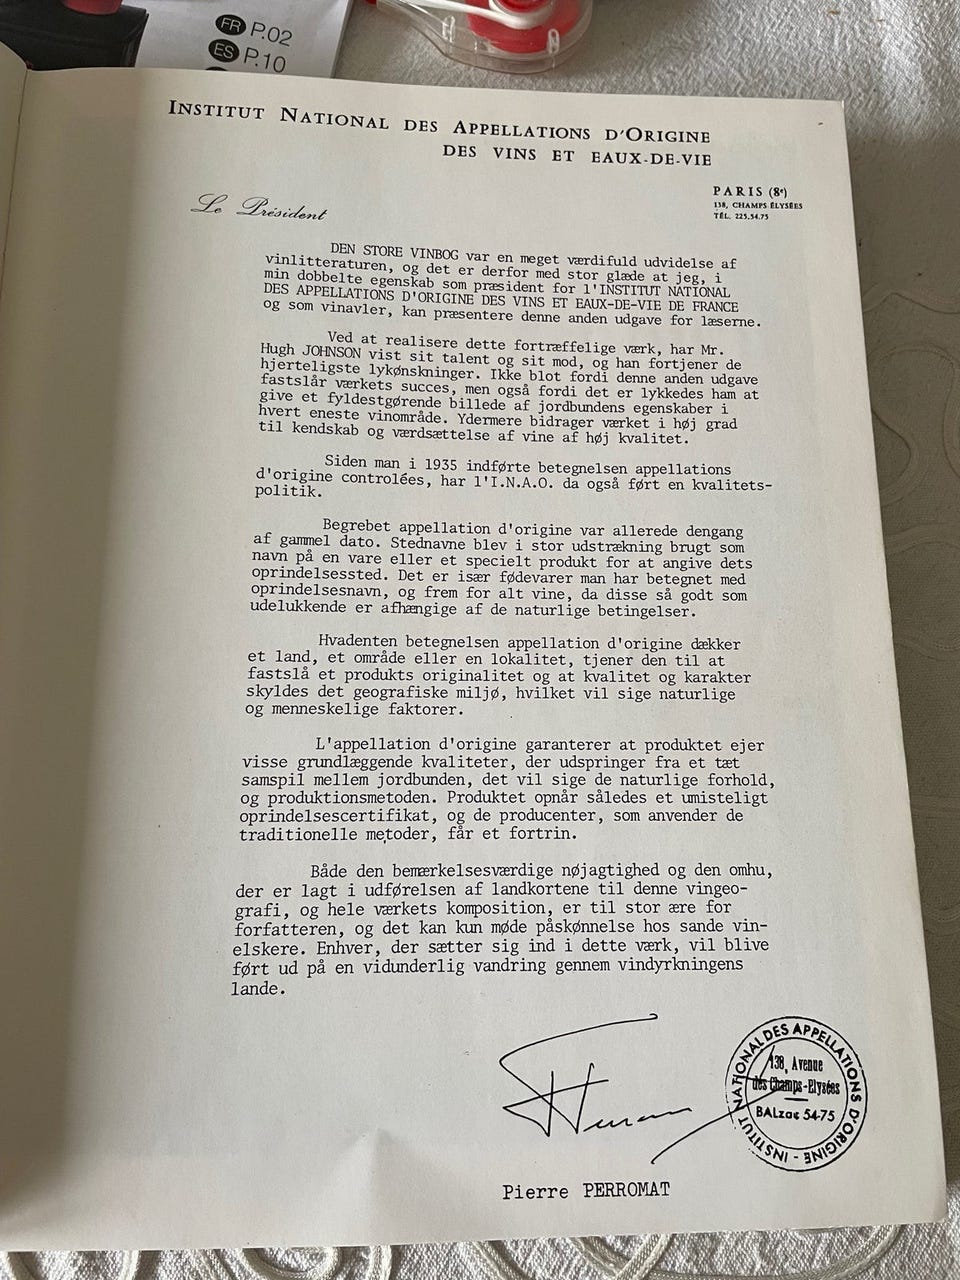 FR P.02
ES P.10
INSTITUT NATIONAL DES APPELLATIONS D'ORIGINE
DES VINS ET EAUX-DE-VIE
Le Président
PARIS (8e)
138, CHAMPS ÉLYSÉES
TÉL. 225.54.75
DEN STORE VINBOG var en meget værdifuld udvidelse af
vinlitteraturen, og det er derfor med stor glæde at jeg, i
min dobbelte egenskab som præsident for l'INSTITUT NATIONAL
DES APPELLATIONS D'ORIGINE DES VINS ET EAUX-DE-VIE DE FRANCE
og som vinavler, kan præsentere denne anden udgave for læserne.
Ved at realisere dette fortræffelige værk, har Mr.
Hugh JOHNSON vist sit talent og sit mod, og han fortjener de
hjerteligste lykønskninger. Ikke blot fordi denne anden udgave
fastslår værkets succes, men også fordi det er lykkedes ham at
give et fyldestgørende billede af jordbundens egenskaber i
hvert eneste vinområde. Ydermere bidrager værket i høj grad
til kendskab og værdsættelse af vine af høj kvalitet.
Siden man i 1935 indførte betegnelsen appellations
d'origine controlées, har l'I.N.A.O. da også ført en kvalitets-
politik.
Begrebet appellation d'origine var allerede dengang
af gammel dato. Stednavne blev i stor udstrækning brugt som
navn på en vare eller et specielt produkt for at angive dets
oprindelsessted. Det er især fødevarer man har betegnet med
oprindelsesnavn, og frem for alt vine, da disse så godt som
udelukkende er afhængige af de naturlige betingelser.
Hvadenten betegnelsen appellation d'origine dækker
et land, et område eller en lokalitet, tjener den til at
fastslå et produkts originalitet og at kvalitet og karakter
skyldes det geografiske miljø, hvilket vil sige naturlige
og menneskelige faktorer.
L'appellation d'origine garanterer at produktet ejer
visse grundlæggende kvaliteter, der udspringer fra et tæt
samspil mellem jordbunden, det vil sige de naturlige forhold,
og produktionsmetoden. Produktet opnår således et umisteligt
oprindelsescertifikat, og de producenter, som anvender de
traditionelle metoder, får et fortrin.
Både den bemærkelsesværdige nøjagtighed og den omhu,
der er lagt i udførelsen af landkortene til denne vingeo-
grafi, og hele værkets komposition, er til stor ære for
forfatteren, og det kan kun møde påskønnelse hos sande vin-
elskere. Enhver, der sætter sig ind i dette værk, vil blive
ført ud på en vidunderlig vandring gennem vindyrkningens
lande.
INSTITUT NATIONAL DES APPELLATIONS D'ORIGINE
138, Avenue
des Champs-Elysées
BALzac 54-75
Pierre PERROMAT